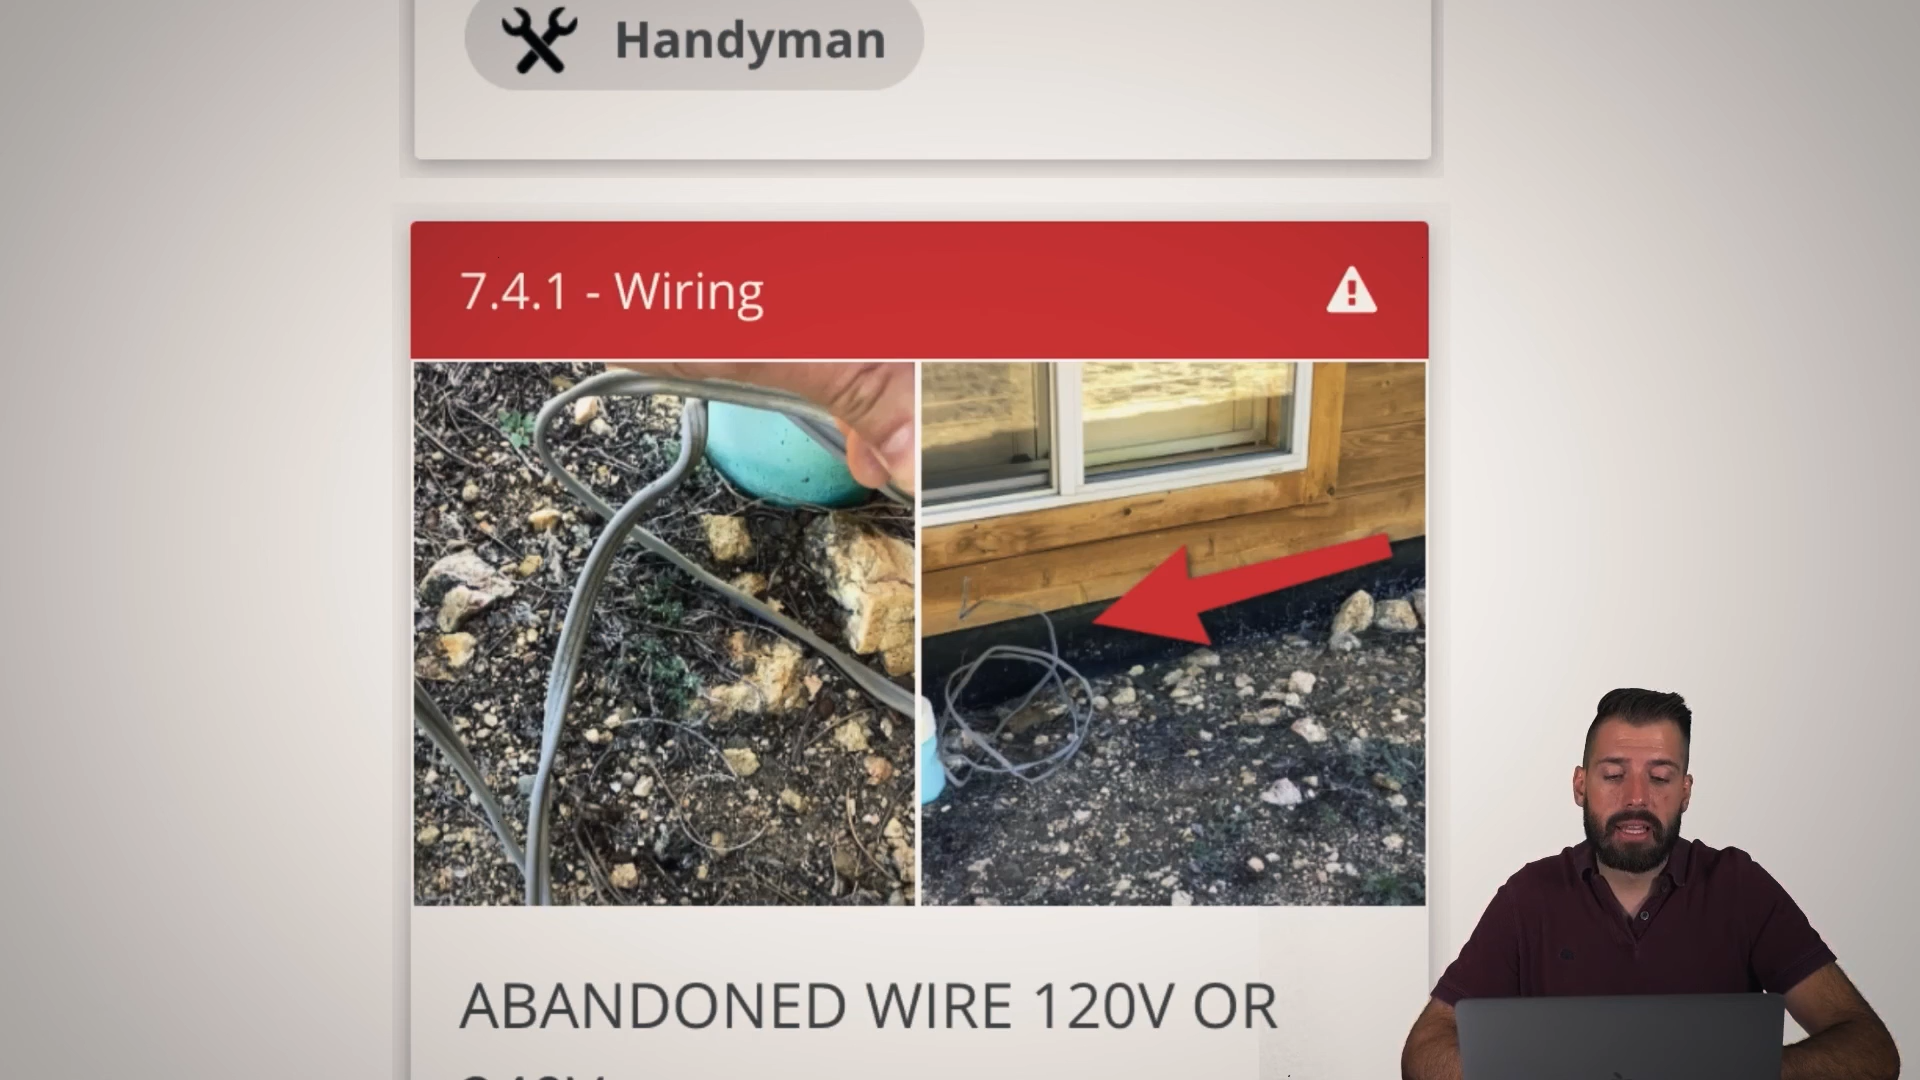 Handyman
7.4.1 - Wiring
ABANDONED WIRE 120V OR